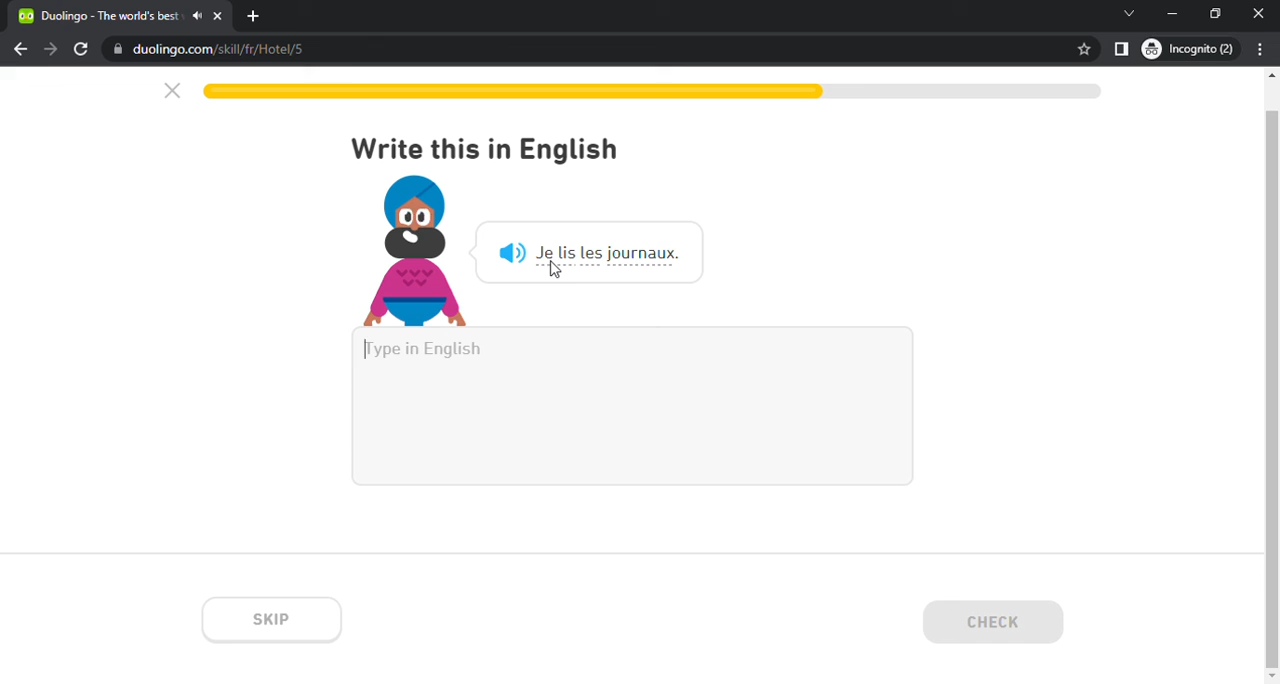 Duolingo - The world's best
duolingo.com/skill/fr/Hotel/5
Incognito (2)
Write this in English
Je lis les journaux.
Type in English
SKIP
CHECK